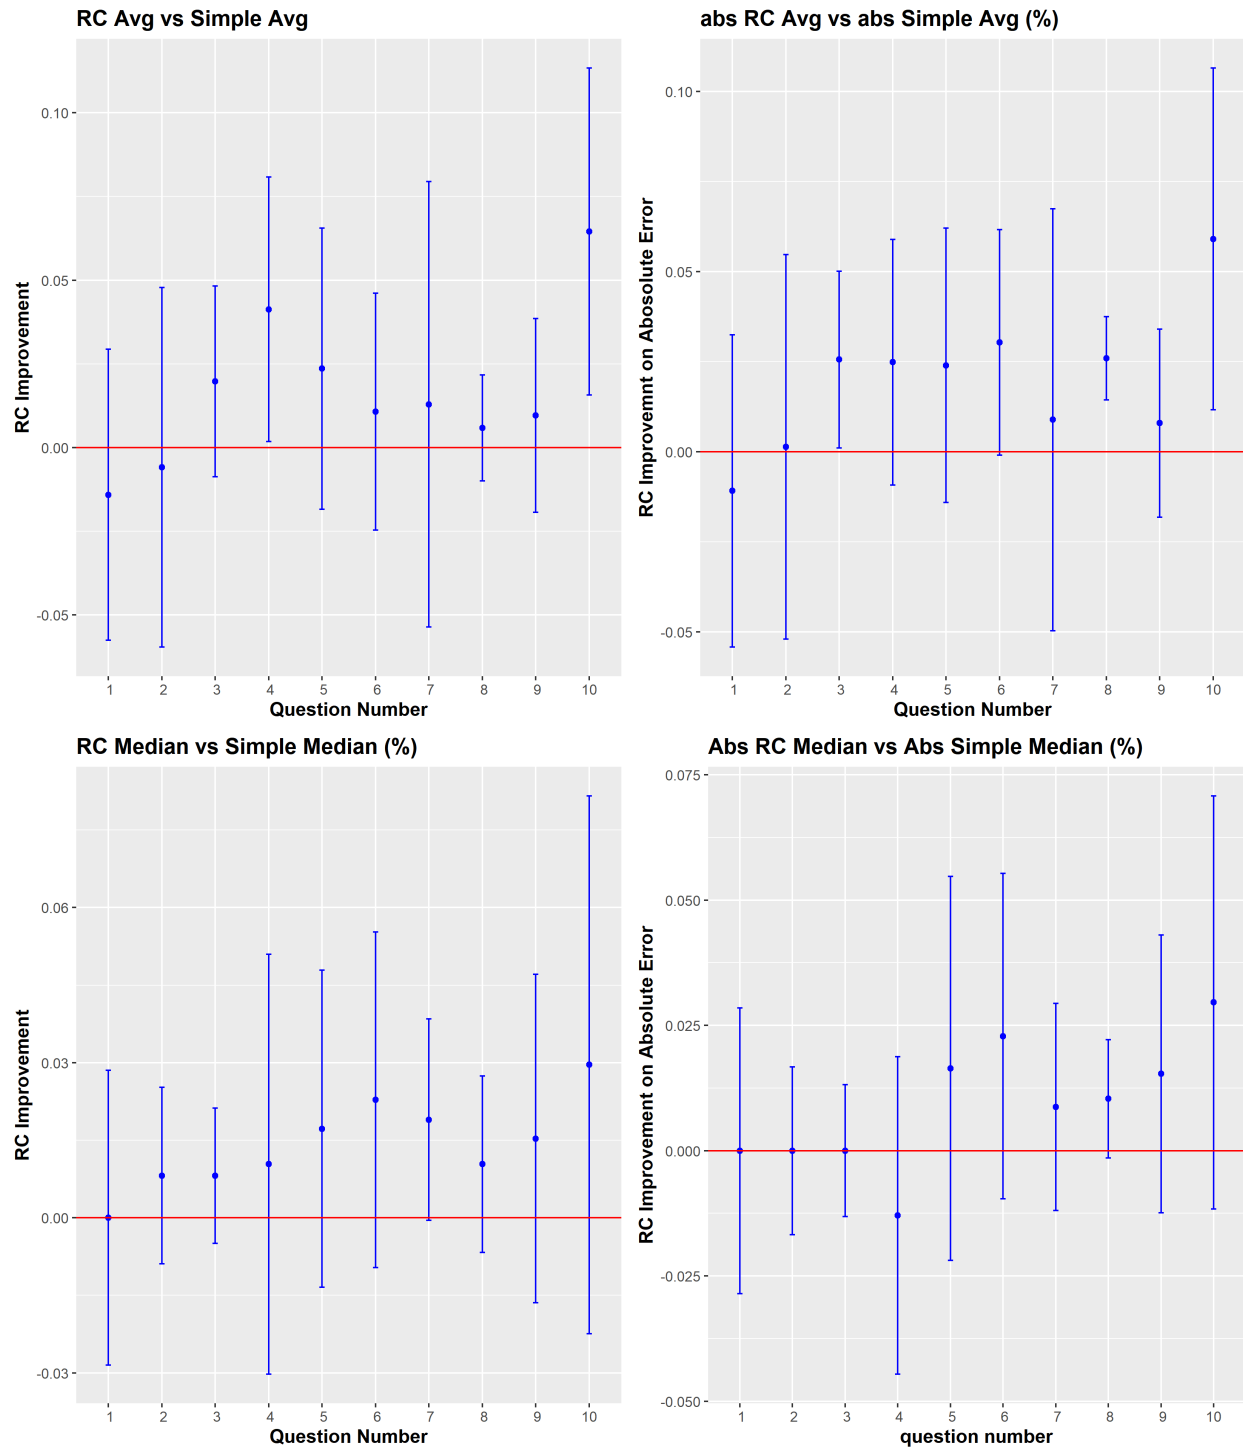 RC Avg vs Simple Avg
RC Improvement
0.10
0.05
0.00
-0.05
1 2 3 4 5 6 7 8 9 10
Question Number
abs RC Avg vs abs Simple Avg (%)
RC Improvemnt on Abosolute Error
0.10
0.05
0.00
-0.05
1 2 3 4 5 6 7 8 9 10
Question Number
RC Median vs Simple Median (%)
RC Improvement
0.06
0.03
0.00
-0.03
1 2 3 4 5 6 7 8 9 10
Question Number
Abs RC Median vs Abs Simple Median (%)
RC Improvement on Absolute Error
0.075
0.050
0.025
0.000
-0.025
-0.050
1 2 3 4 5 6 7 8 9 10
question number